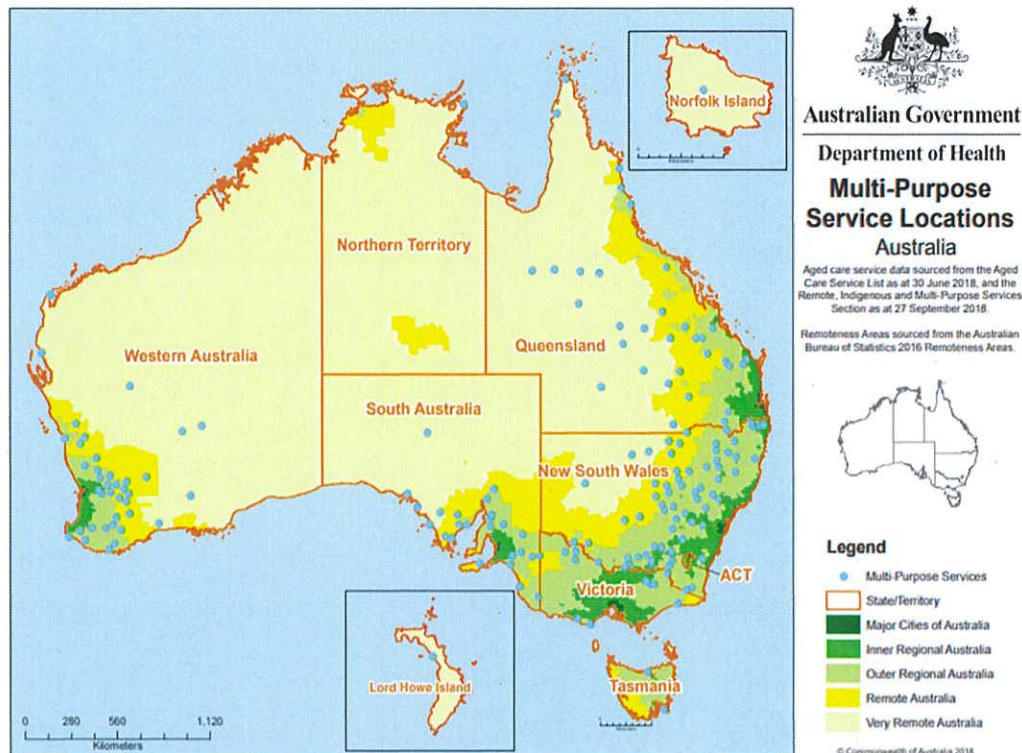 Norfolk Island
Northern Territory
Western Australia
Queensland
South Australia
New South Wales
ACT
Victoria
Lord Howe Island
Tasmania
0 280 560 1,120
Kilometers
Australian Government
Department of Health
Multi-Purpose
Service Locations
Australia
Aged care service data sourced from the Aged
Care Service List as at 30 June 2018, and the
Remote, Indigenous and Multi-Purpose Services
Section as at 27 September 2018.
Remoteness Areas sourced from the Australian
Bureau of Statistics 2016 Remoteness Areas.
Legend
Multi-Purpose Services
State/Territory
Major Cities of Australia
Inner Regional Australia
Outer Regional Australia
Remote Australia
Very Remote Australia
© Commonwealth of Australia 2018